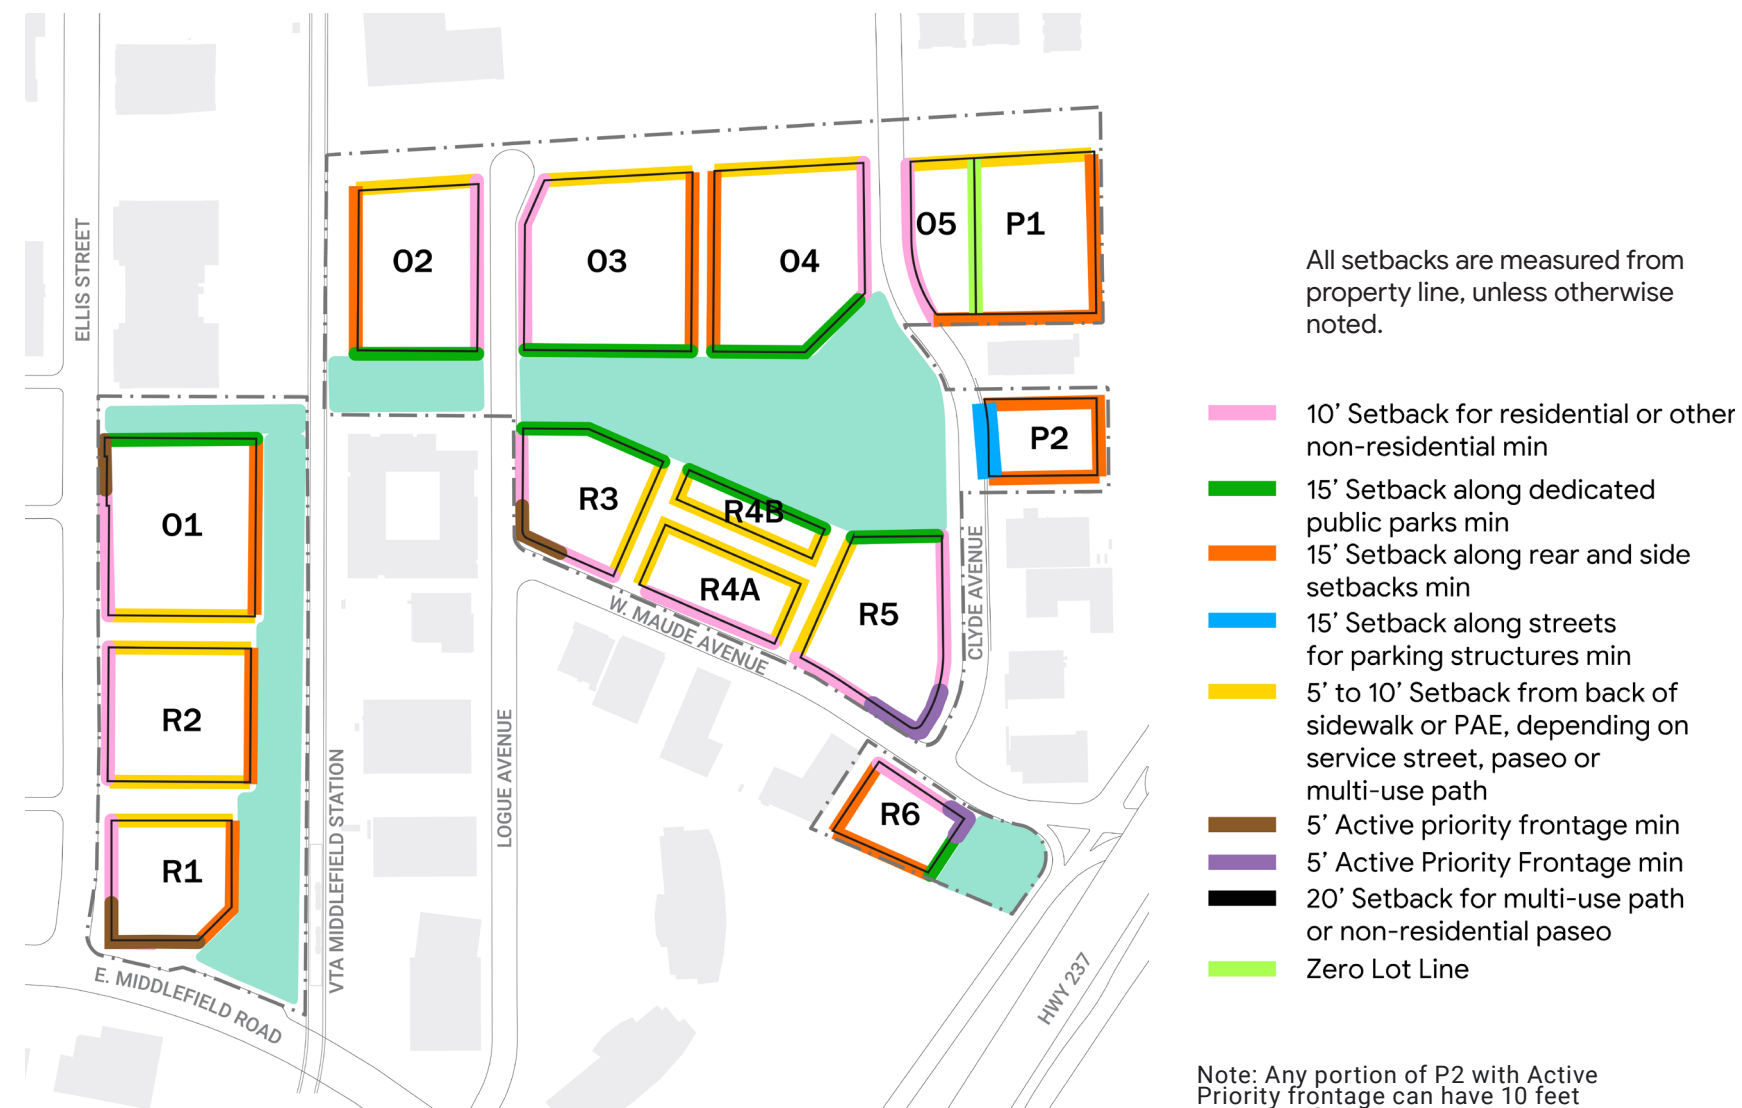 ELLIS STREET
O2
O3
O4
O5
P1
P2
O1
R3
R4B
R4A
R5
R2
R1
R6
W. MAUDE AVENUE
CLYDE AVENUE
LOGUE AVENUE
VTA MIDDLEFIELD STATION
E. MIDDLEFIELD ROAD
HWY 237
All setbacks are measured from
property line, unless otherwise
noted.
10’ Setback for residential or other
non-residential min
15’ Setback along dedicated
public parks min
15’ Setback along rear and side
setbacks min
15’ Setback along streets
for parking structures min
5’ to 10’ Setback from back of
sidewalk or PAE, depending on
service street, paseo or
multi-use path
5’ Active priority frontage min
5’ Active Priority Frontage min
20’ Setback for multi-use path
or non-residential paseo
Zero Lot Line
Note: Any portion of P2 with Active
Priority frontage can have 10 feet